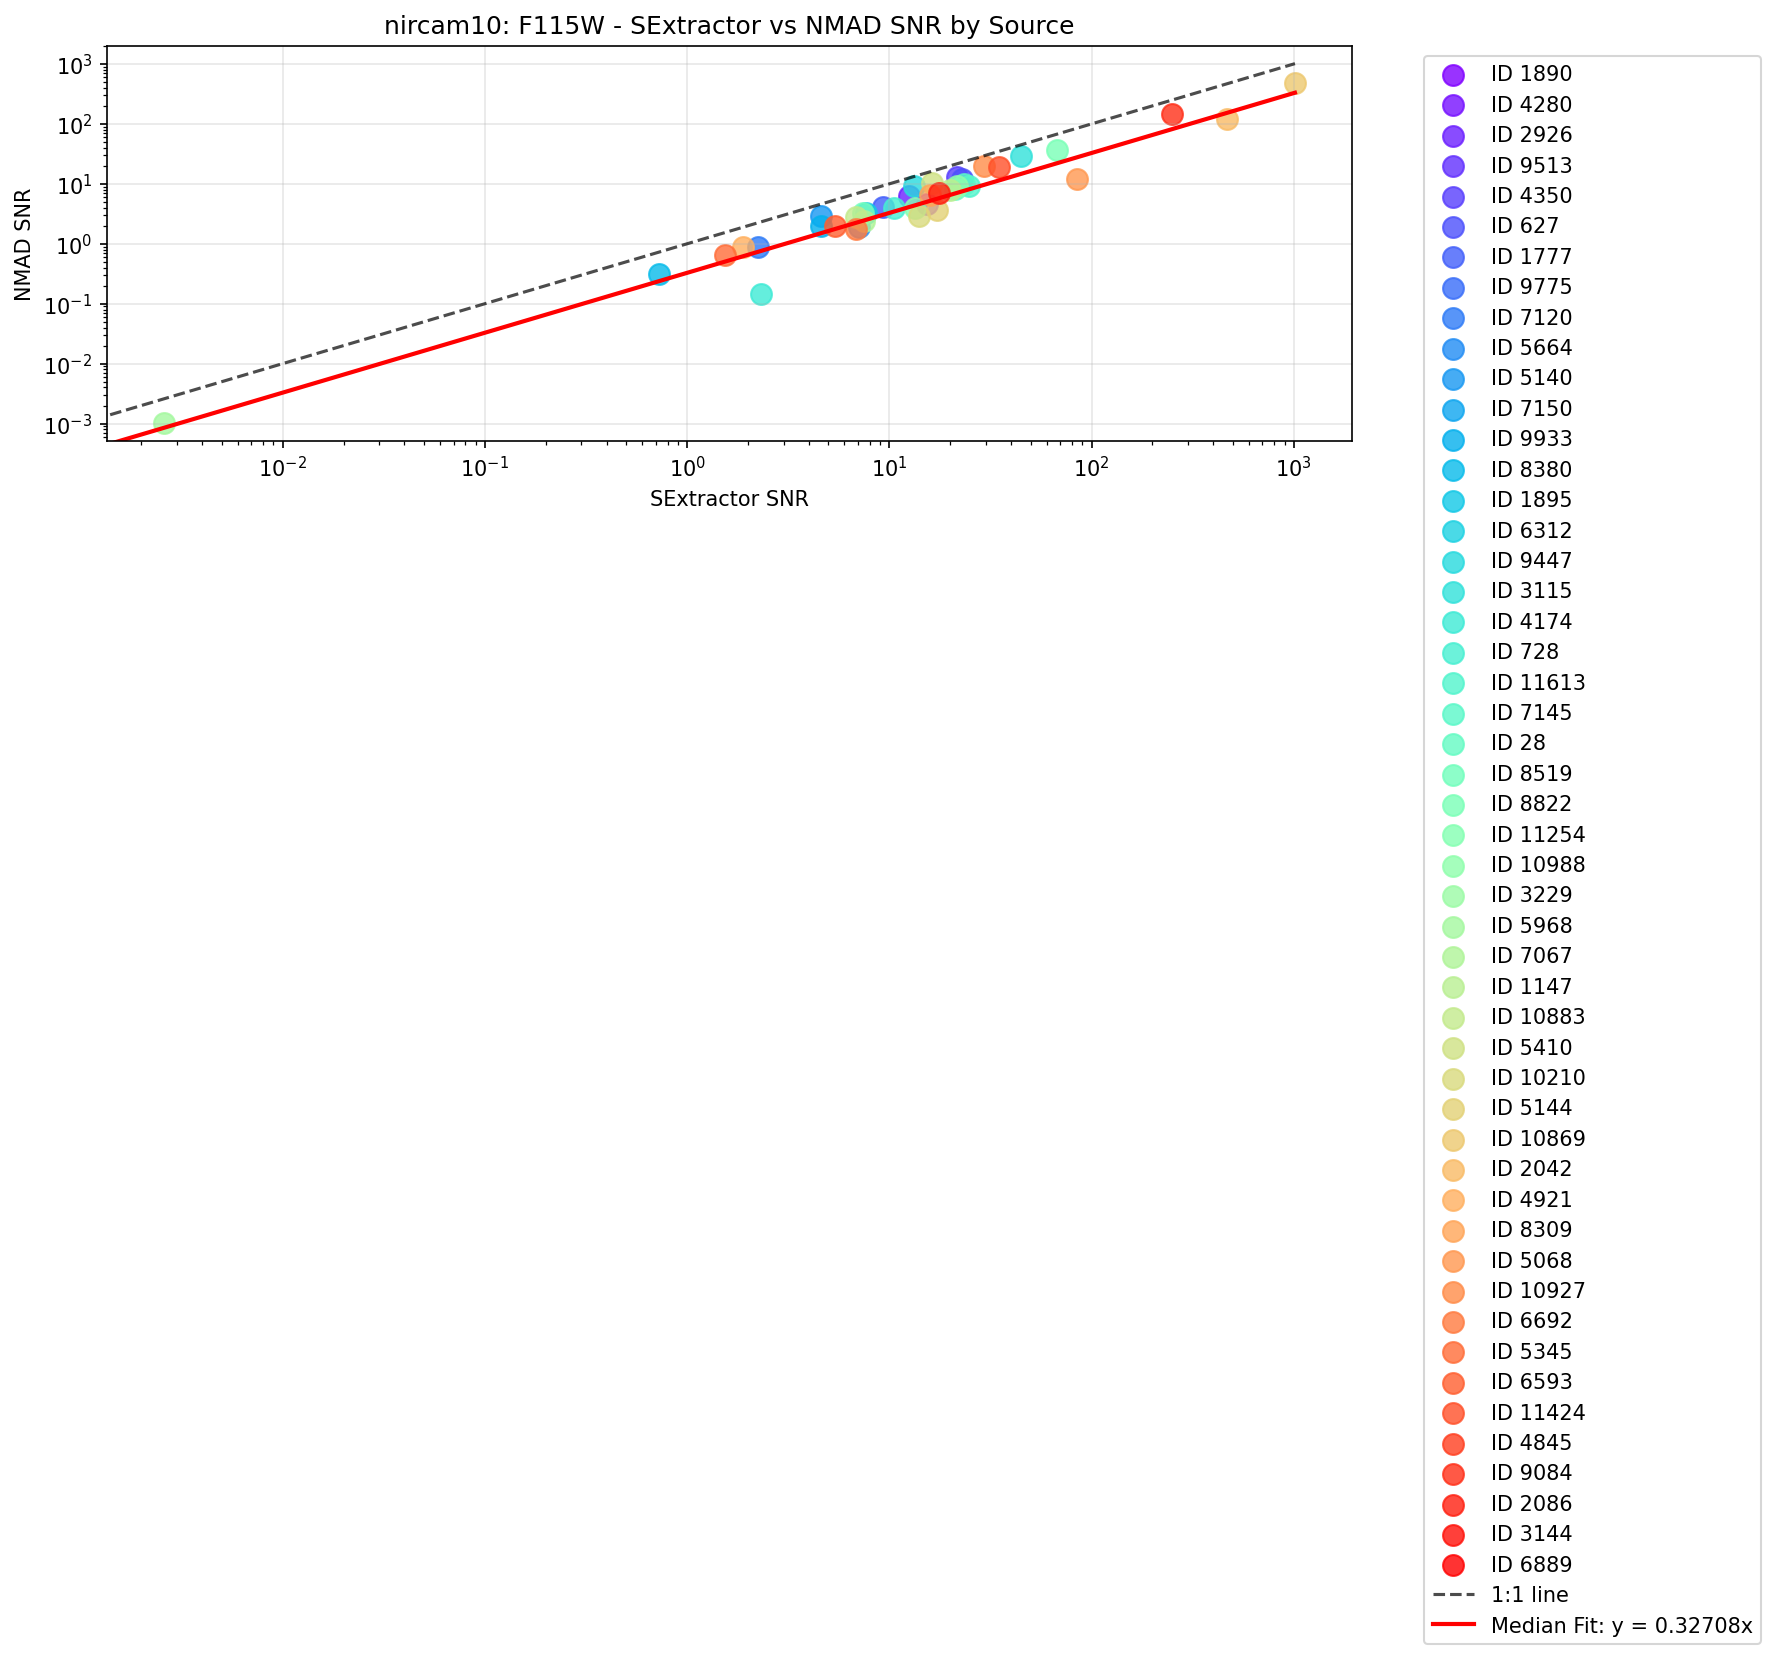 nircam10: F115W - SExtractor vs NMAD SNR by Source
NMAD SNR
10³
10²
10¹
10⁰
10⁻¹
10⁻²
10⁻³
10⁻²
10⁻¹
10⁰
10¹
10²
10³
SExtractor SNR
ID 1890
ID 4280
ID 2926
ID 9513
ID 4350
ID 627
ID 1777
ID 9775
ID 7120
ID 5664
ID 5140
ID 7150
ID 9933
ID 8380
ID 1895
ID 6312
ID 9447
ID 3115
ID 4174
ID 728
ID 11613
ID 7145
ID 28
ID 8519
ID 8822
ID 11254
ID 10988
ID 3229
ID 5968
ID 7067
ID 1147
ID 10883
ID 5410
ID 10210
ID 5144
ID 10869
ID 2042
ID 4921
ID 8309
ID 5068
ID 10927
ID 6692
ID 5345
ID 6593
ID 11424
ID 4845
ID 9084
ID 2086
ID 3144
ID 6889
1:1 line
Median Fit: y = 0.32708x